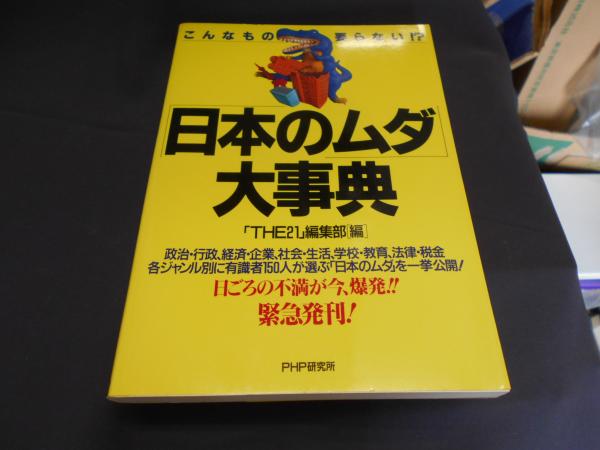 こんなもの要らない!?
「日本のムダ」
大事典
「THE21」編集部[編]
政治・行政、経済・企業、社会・生活、学校・教育、法律・税金
各ジャンル別に有識者150人が選ぶ「日本のムダ」を一挙公開!
日ごろの不満が今、爆発!!
緊急発刊!
PHP研究所